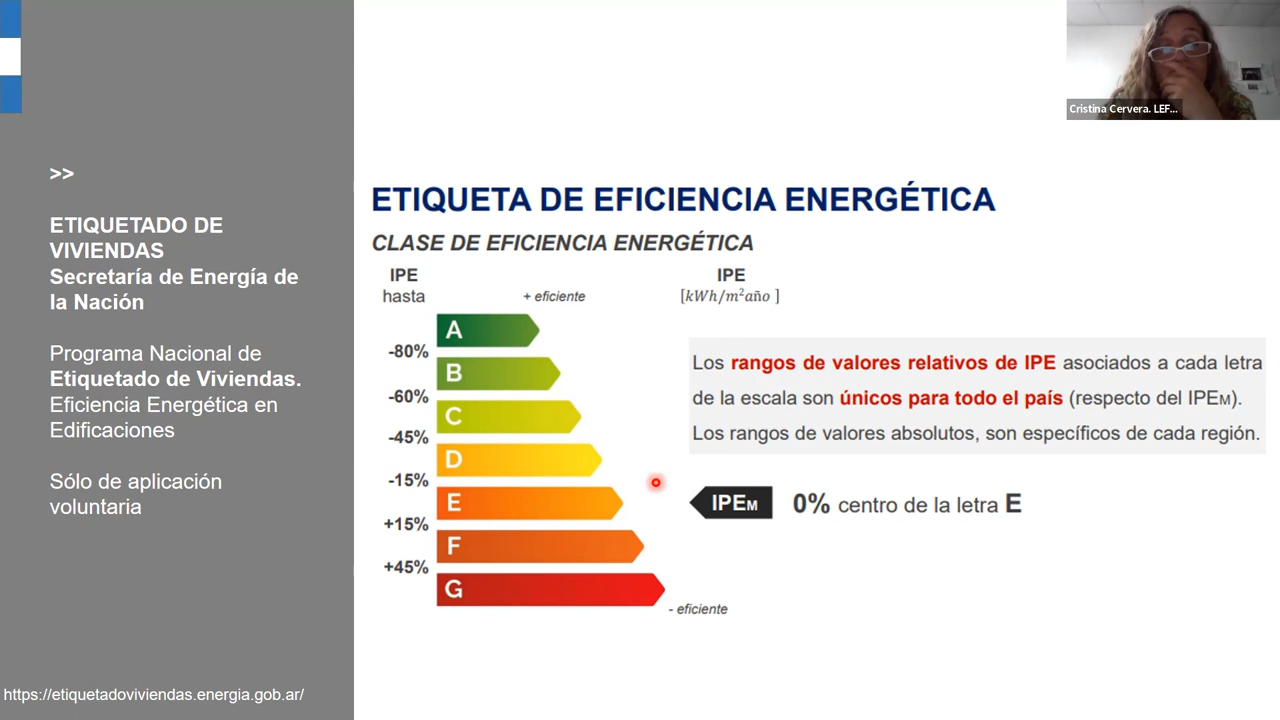 Cristina Cervera. LEF...
>>
ETIQUETADO DE
VIVIENDAS
Secretaría de Energía de
la Nación
Programa Nacional de
Etiquetado de Viviendas.
Eficiencia Energética en
Edificaciones
Sólo de aplicación
voluntaria
https://etiquetadoviviendas.energia.gob.ar/
ETIQUETA DE EFICIENCIA ENERGÉTICA
CLASE DE EFICIENCIA ENERGÉTICA
IPE
hasta
+ eficiente
IPE
[kWh/m²año ]
A
-80%
B
-60%
C
-45%
D
-15%
E
+15%
F
+45%
G
- eficiente
Los rangos de valores relativos de IPE asociados a cada letra
de la escala son únicos para todo el país (respecto del IPEM).
Los rangos de valores absolutos, son específicos de cada región.
IPEM 0% centro de la letra E